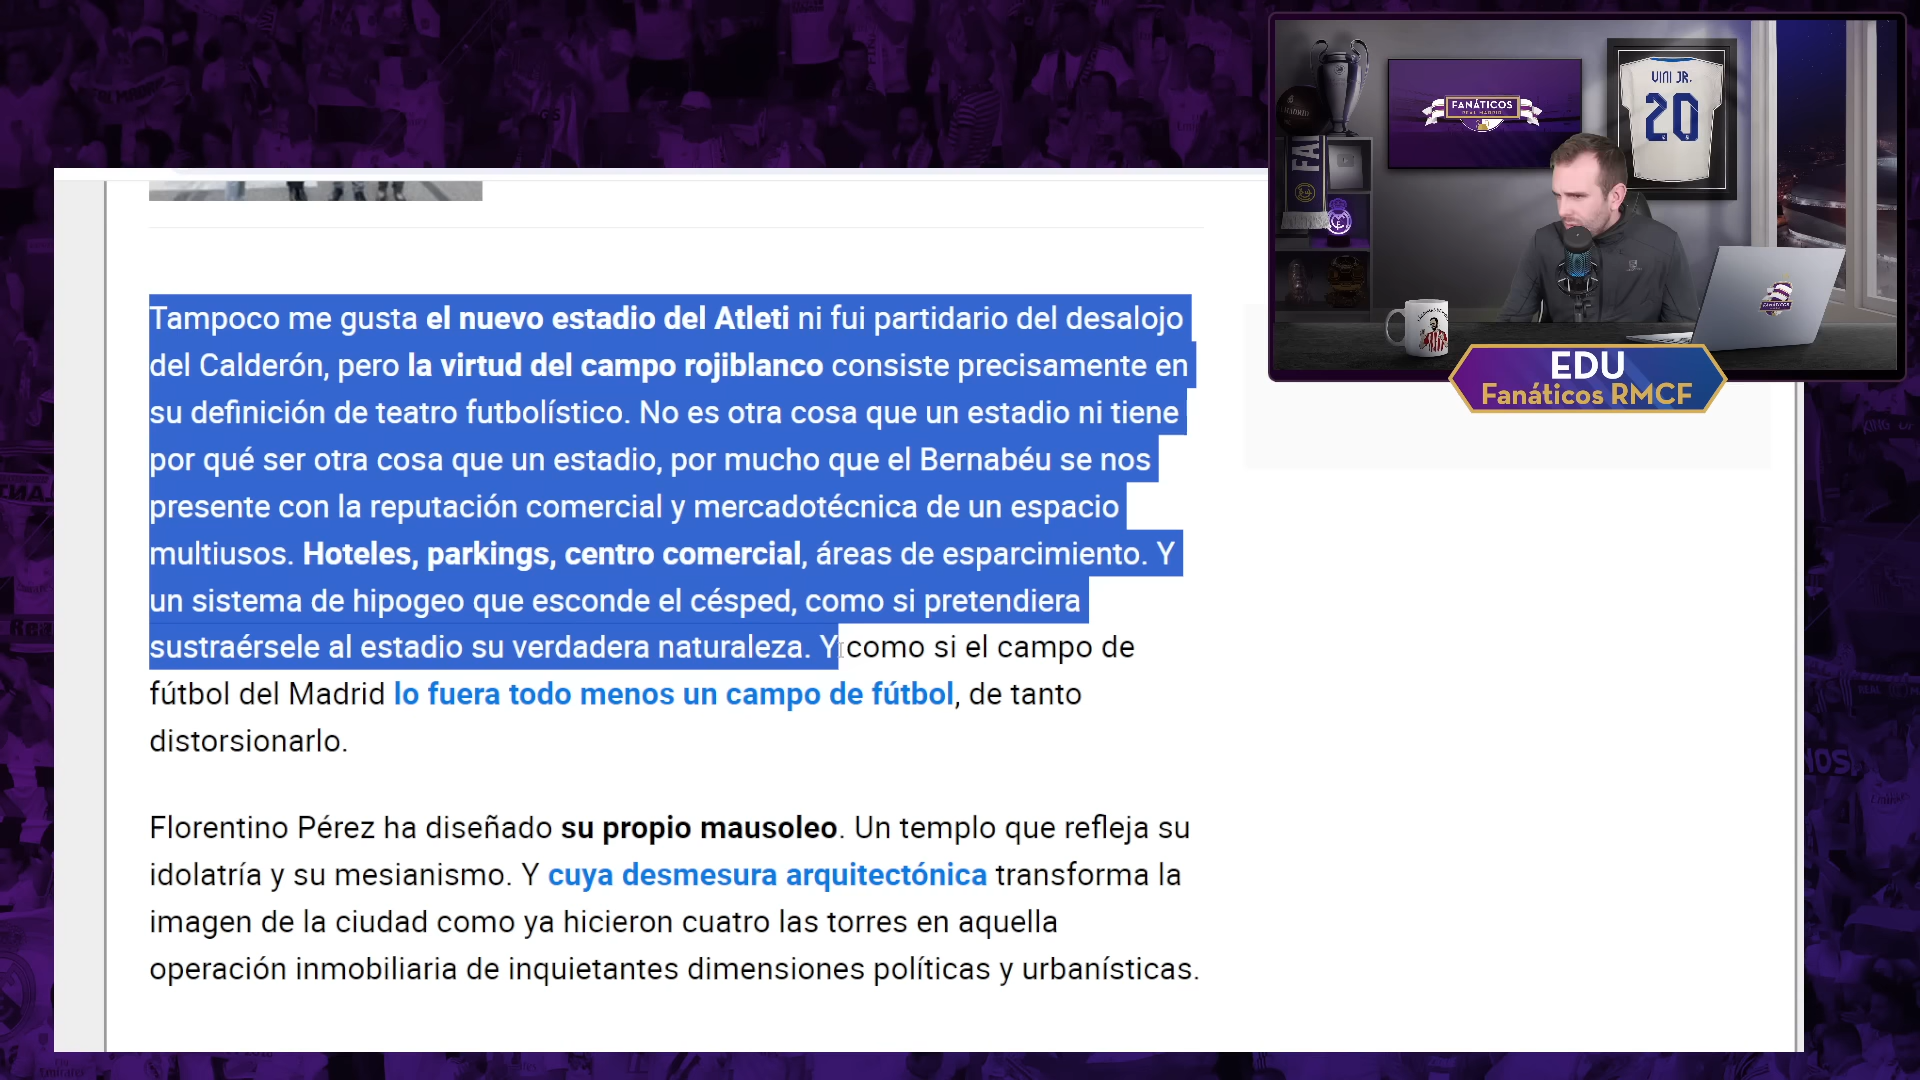 FANÁTICOS
REAL MADRID
VINI JR.
20
FA
EDU
Fanáticos RMCF
Tampoco me gusta el nuevo estadio del Atleti ni fui partidario del desalojo
del Calderón, pero la virtud del campo rojiblanco consiste precisamente en
su definición de teatro futbolístico. No es otra cosa que un estadio ni tiene
por qué ser otra cosa que un estadio, por mucho que el Bernabéu se nos
presente con la reputación comercial y mercadotécnica de un espacio
multiusos. Hoteles, parkings, centro comercial, áreas de esparcimiento. Y
un sistema de hipogeo que esconde el césped, como si pretendiera
sustraérsele al estadio su verdadera naturaleza. Y como si el campo de
fútbol del Madrid lo fuera todo menos un campo de fútbol, de tanto
distorsionarlo.
Florentino Pérez ha diseñado su propio mausoleo. Un templo que refleja su
idolatría y su mesianismo. Y cuya desmesura arquitectónica transforma la
imagen de la ciudad como ya hicieron cuatro las torres en aquella
operación inmobiliaria de inquietantes dimensiones políticas y urbanísticas.